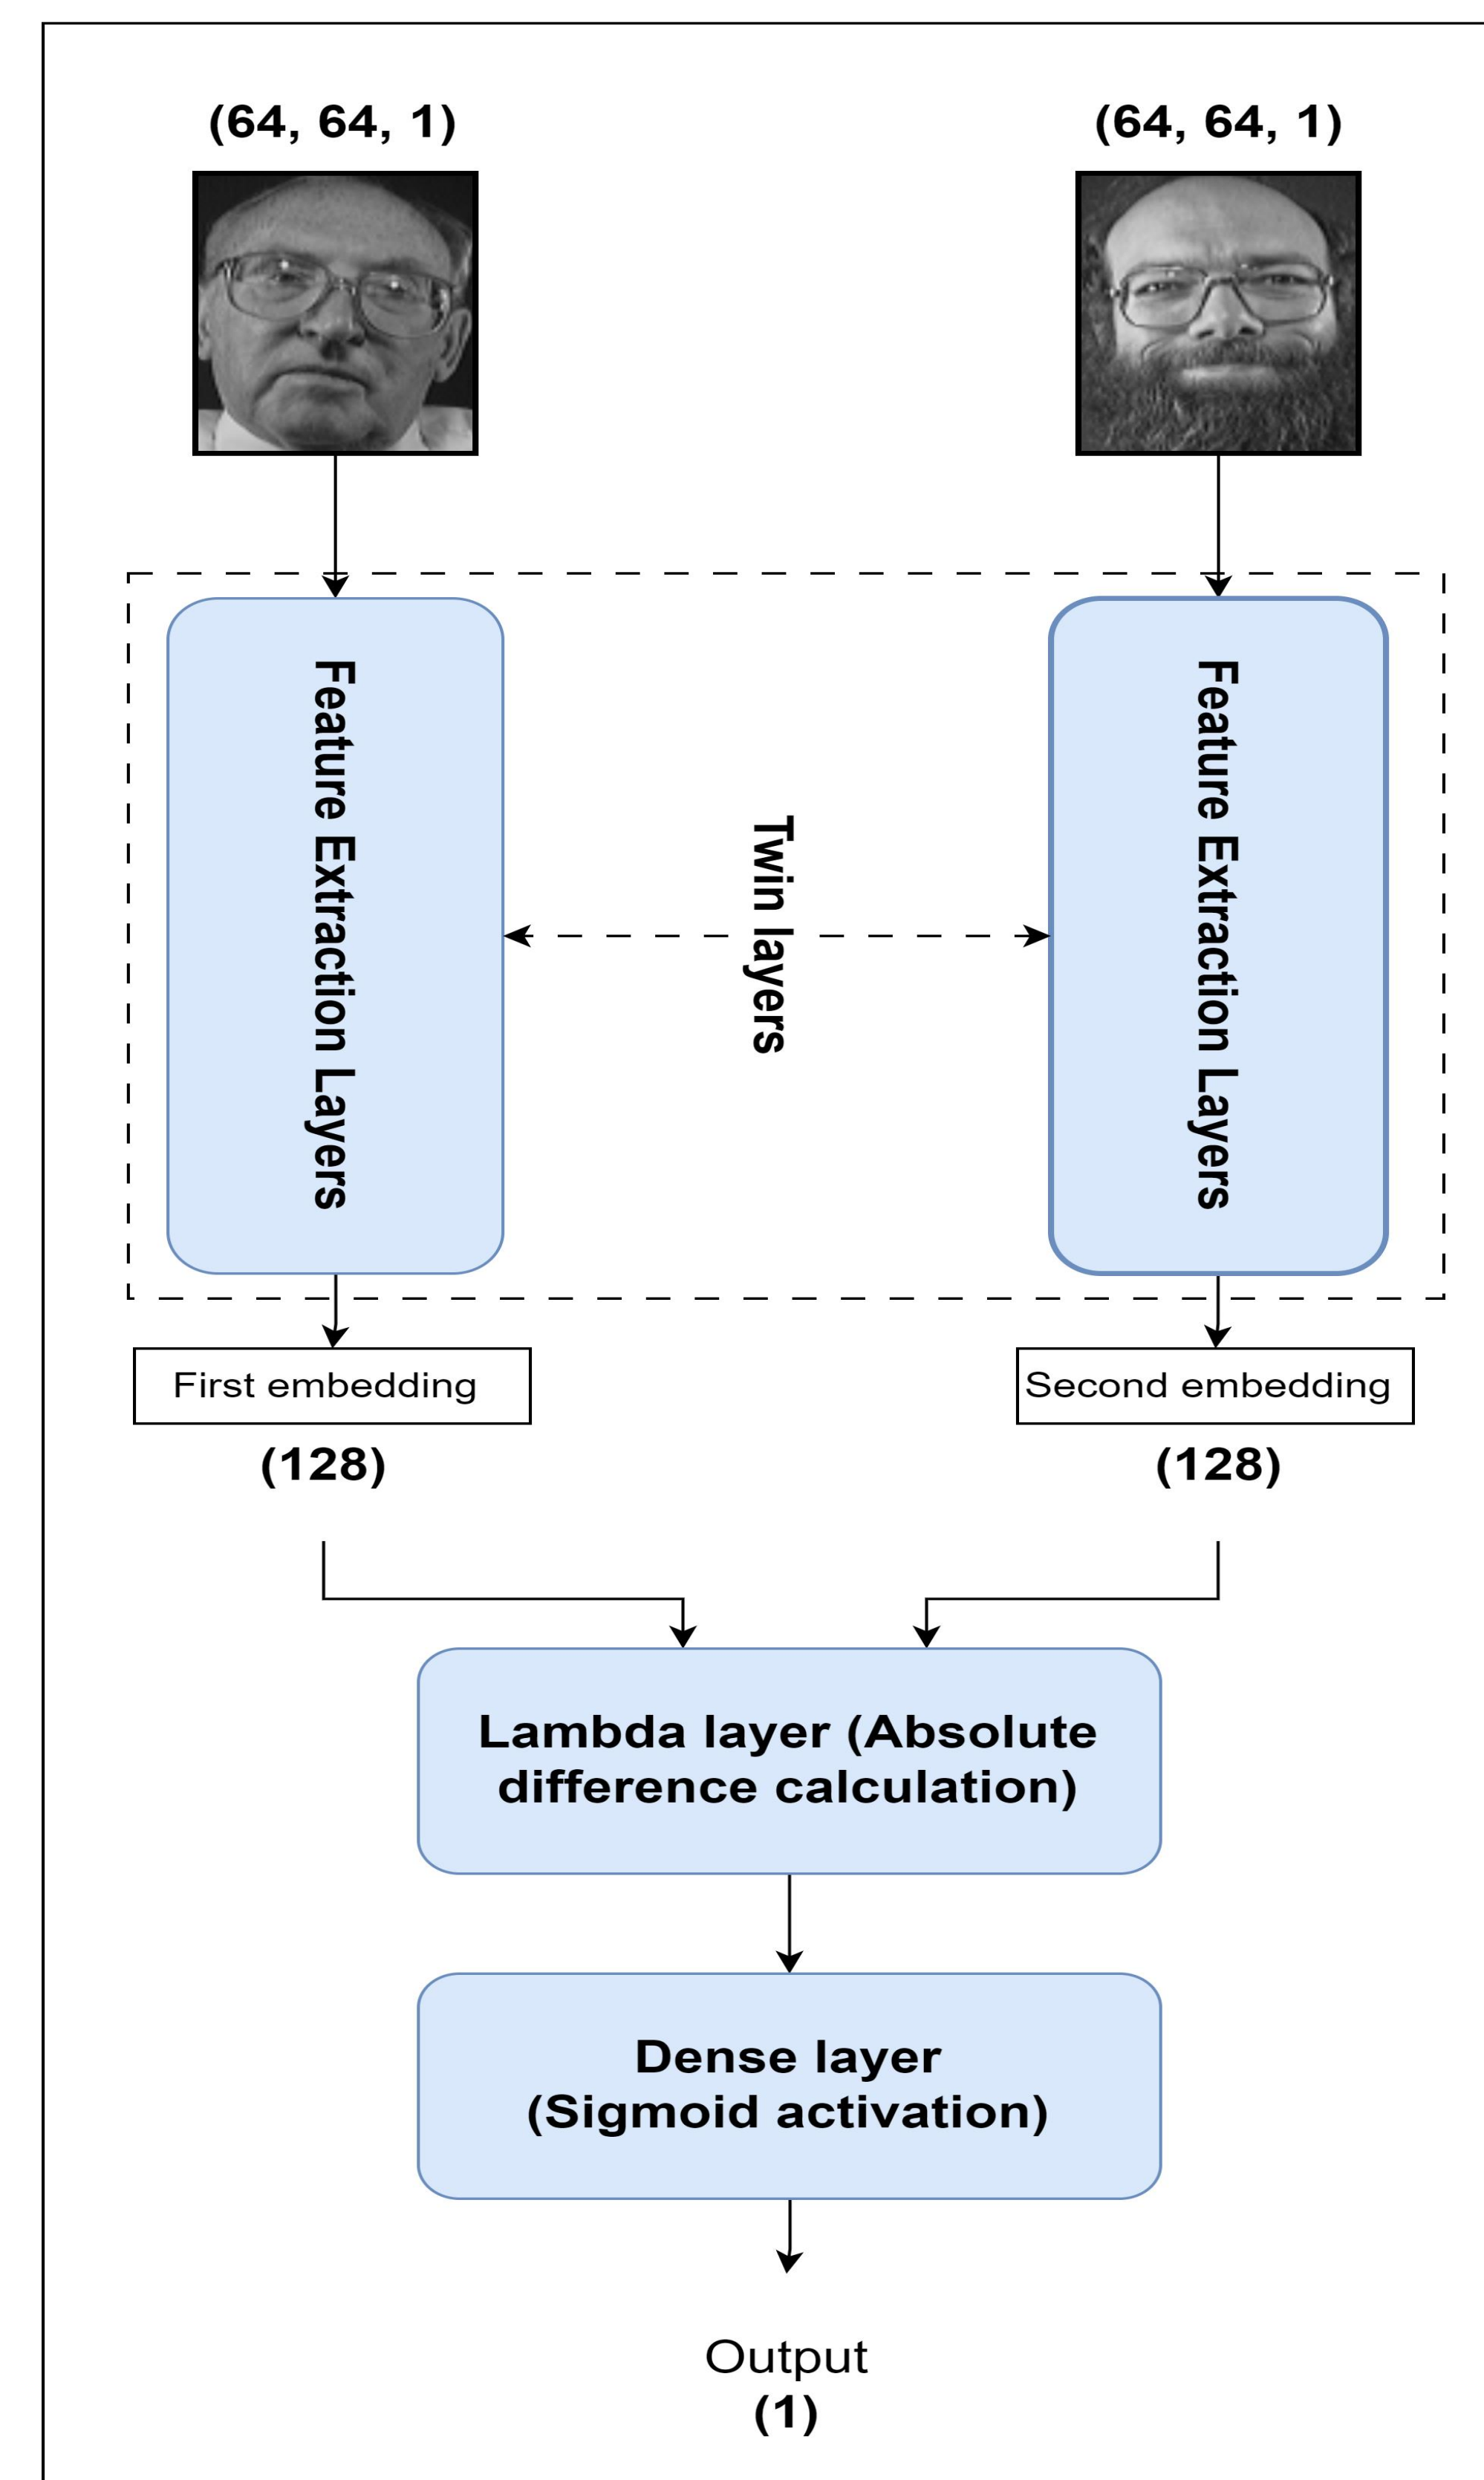 (64, 64, 1)
(64, 64, 1)
Feature Extraction Layers
Twin layers
Feature Extraction Layers
First embedding
Second embedding
(128)
(128)
Lambda layer (Absolute
difference calculation)
Dense layer
(Sigmoid activation)
Output
(1)